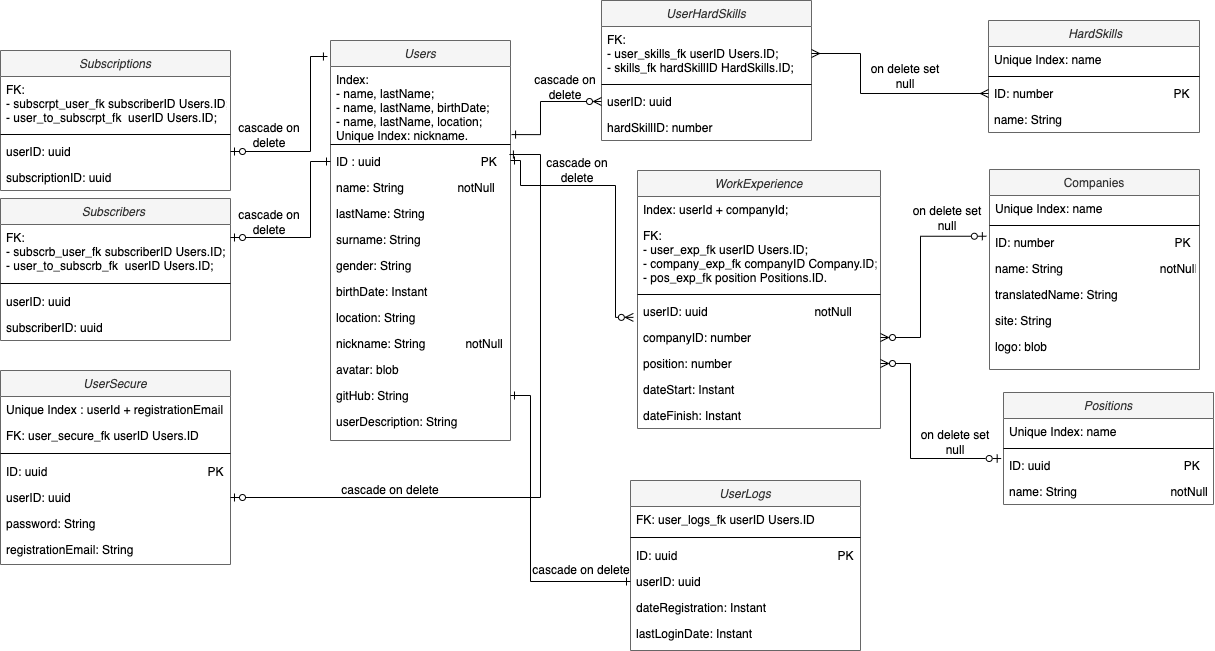 Subscriptions
FK:
- subscrpt_user_fk subscriberID Users.ID
- user_to_subscrpt_fk userID Users.ID;
userID: uuid
subscriptionID: uuid
Subscribers
FK:
- subscrb_user_fk subscriberID Users.ID;
- user_to_subscrb_fk userID Users.ID;
userID: uuid
subscriberID: uuid
UserSecure
Unique Index : userId + registrationEmail
FK: user_secure_fk userID Users.ID
ID: uuid PK
userID: uuid
password: String
registrationEmail: String
cascade on
delete
cascade on
delete
cascade on delete
Users
Index:
- name, lastName;
- name, lastName, birthDate;
- name, lastName, location;
Unique Index: nickname.
ID : uuid PK
name: String notNull
lastName: String
surname: String
gender: String
birthDate: Instant
location: String
nickname: String notNull
avatar: blob
gitHub: String
userDescription: String
cascade on
delete
cascade on
delete
cascade on delete
UserHardSkills
FK:
- user_skills_fk userID Users.ID;
- skills_fk hardSkillID HardSkills.ID;
userID: uuid
hardSkillID: number
WorkExperience
Index: userId + companyId;
FK:
- user_exp_fk userID Users.ID;
- company_exp_fk companyID Company.ID;
- pos_exp_fk position Positions.ID.
userID: uuid notNull
companyID: number
position: number
dateStart: Instant
dateFinish: Instant
UserLogs
FK: user_logs_fk userID Users.ID
ID: uuid PK
userID: uuid
dateRegistration: Instant
lastLoginDate: Instant
on delete set
null
on delete set
null
on delete set
null
HardSkills
Unique Index: name
ID: number PK
name: String
Companies
Unique Index: name
ID: number PK
name: String notNull
translatedName: String
site: String
logo: blob
Positions
Unique Index: name
ID: uuid PK
name: String notNull